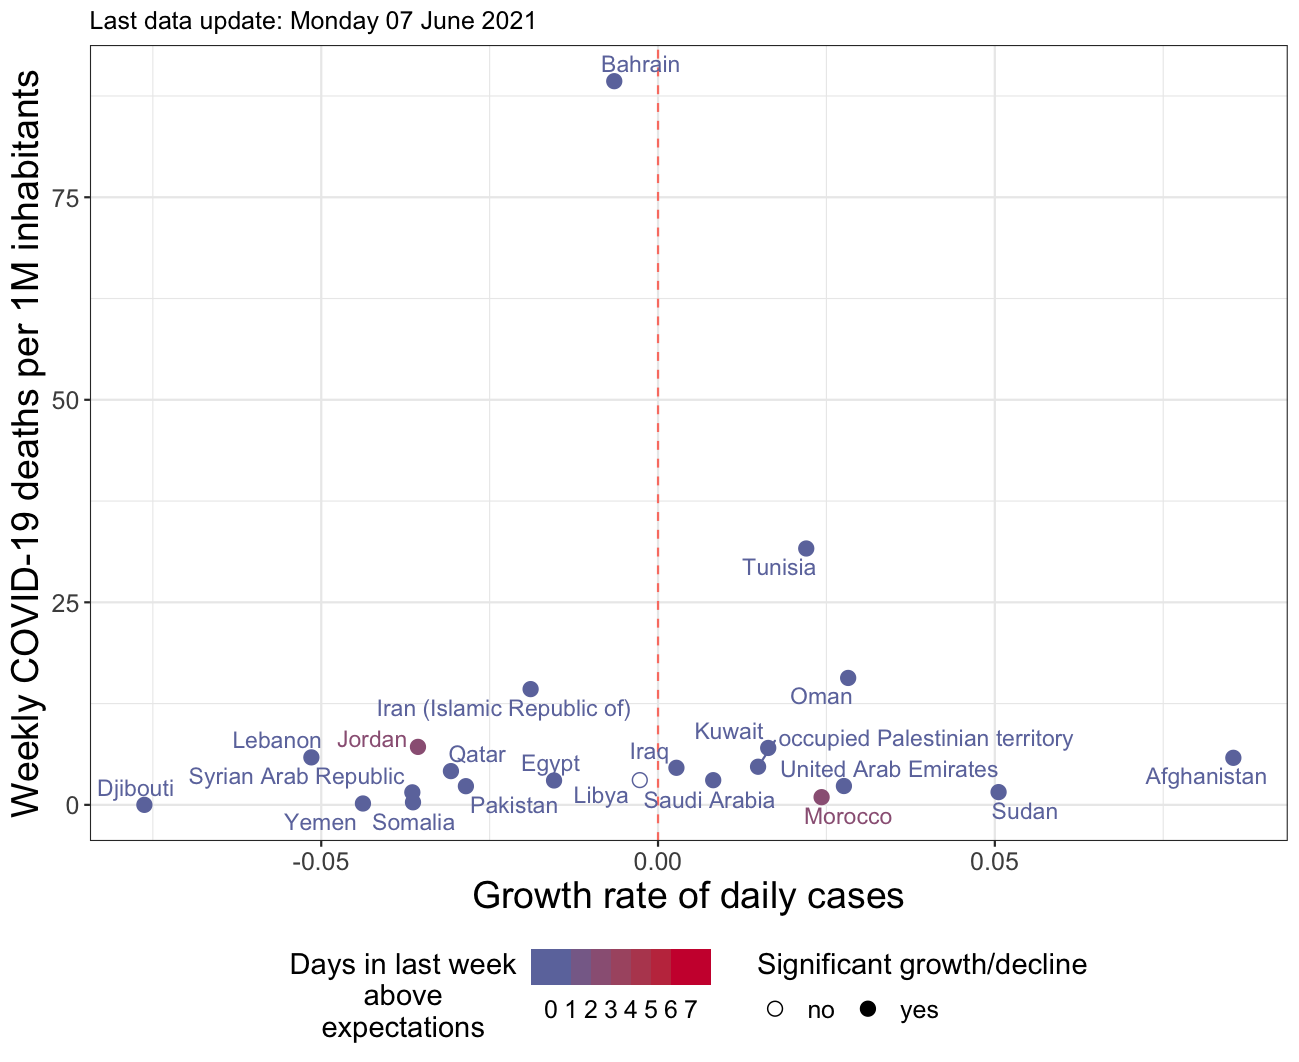 Last data update: Monday 07 June 2021
Weekly COVID-19 deaths per 1M inhabitants
75
50
25
0
Bahrain
Tunisia
Oman
Iran (Islamic Republic of)
Kuwait
Lebanon
Jordan
occupied Palestinian territory
Qatar
Iraq
Egypt
United Arab Emirates
Syrian Arab Republic
Afghanistan
Djibouti
Libya
Saudi Arabia
Pakistan
Sudan
Morocco
Yemen
Somalia
-0.05
0.00
0.05
Growth rate of daily cases
Days in last week
above
expectations
0 1 2 3 4 5 6 7
Significant growth/decline
no
yes